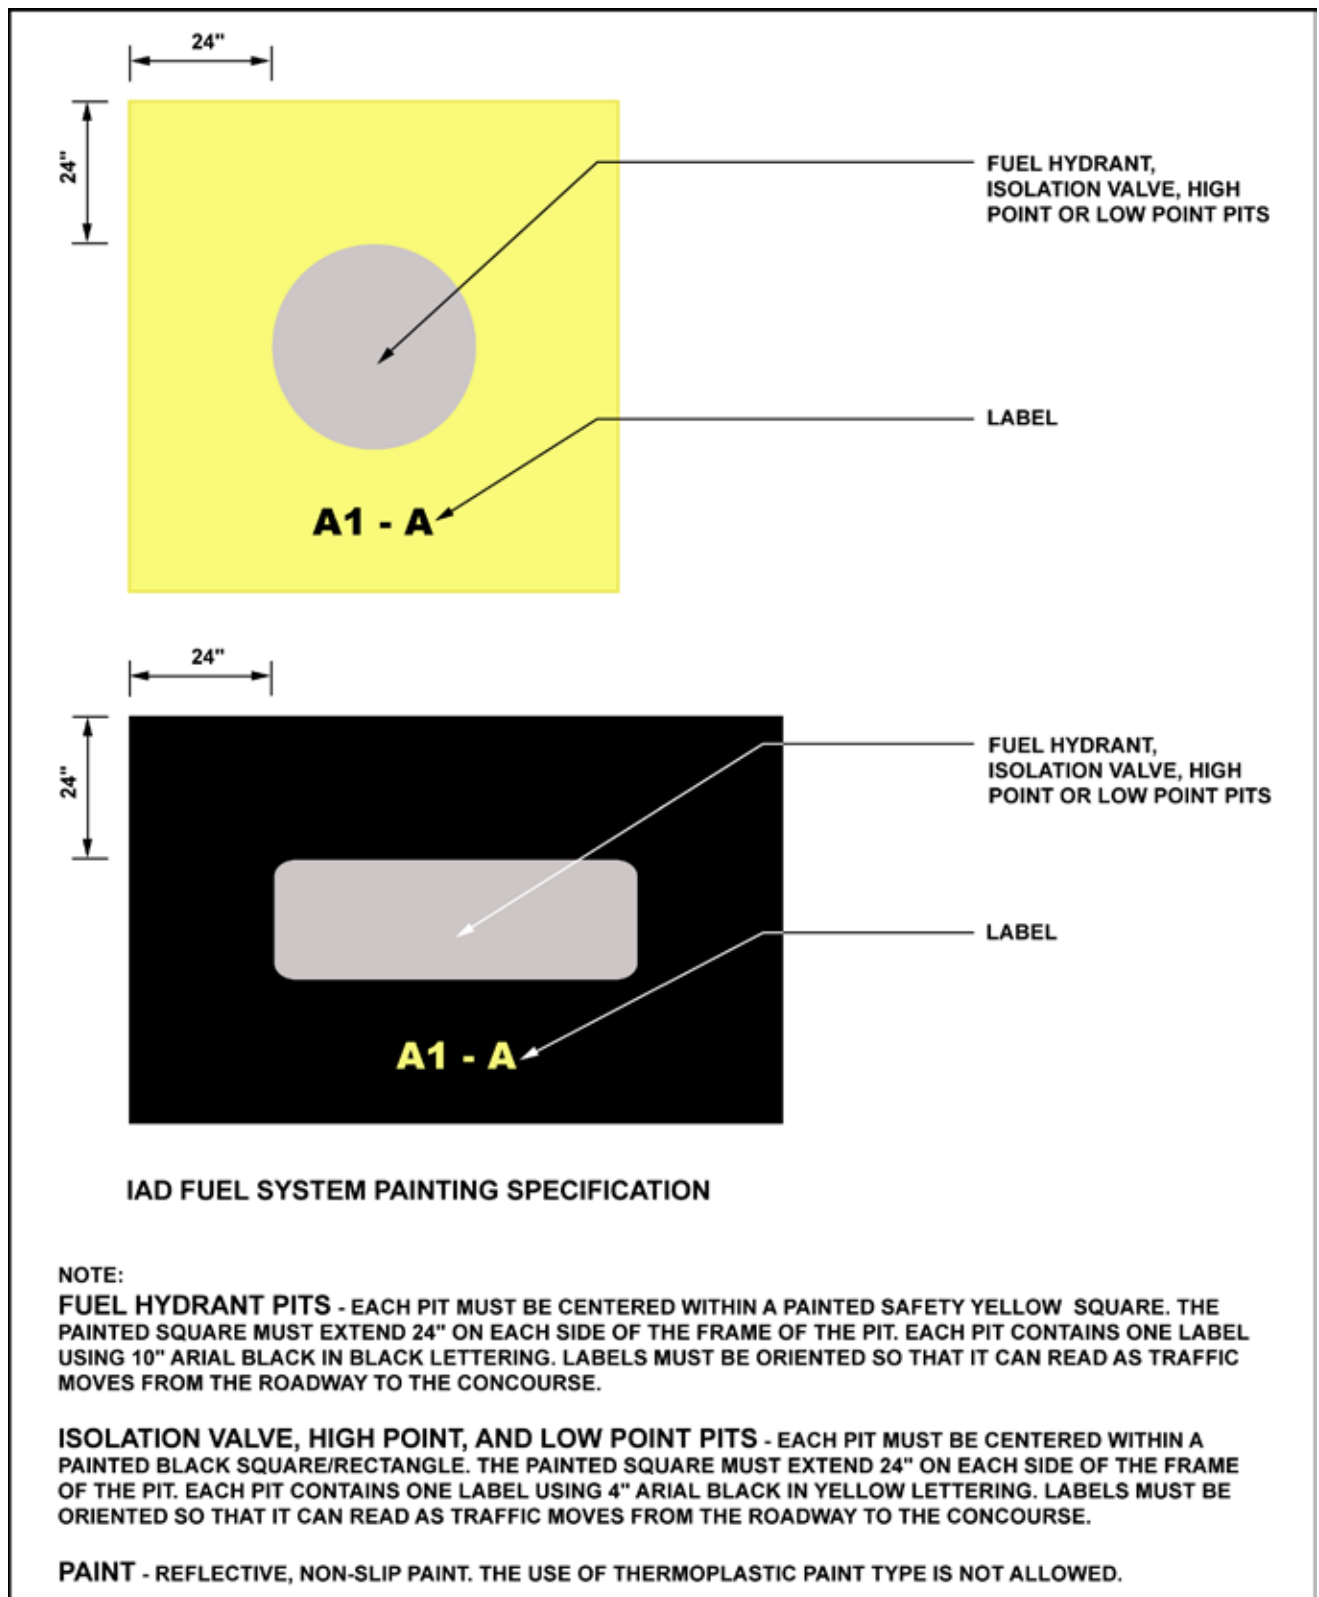 24"
24"
FUEL HYDRANT,
ISOLATION VALVE, HIGH
POINT OR LOW POINT PITS
LABEL
A1 - A
24"
24"
FUEL HYDRANT,
ISOLATION VALVE, HIGH
POINT OR LOW POINT PITS
LABEL
A1 - A
IAD FUEL SYSTEM PAINTING SPECIFICATION
NOTE:
FUEL HYDRANT PITS - EACH PIT MUST BE CENTERED WITHIN A PAINTED SAFETY YELLOW SQUARE. THE
PAINTED SQUARE MUST EXTEND 24" ON EACH SIDE OF THE FRAME OF THE PIT. EACH PIT CONTAINS ONE LABEL
USING 10" ARIAL BLACK IN BLACK LETTERING. LABELS MUST BE ORIENTED SO THAT IT CAN READ AS TRAFFIC
MOVES FROM THE ROADWAY TO THE CONCOURSE.
ISOLATION VALVE, HIGH POINT, AND LOW POINT PITS - EACH PIT MUST BE CENTERED WITHIN A
PAINTED BLACK SQUARE/RECTANGLE. THE PAINTED SQUARE MUST EXTEND 24" ON EACH SIDE OF THE FRAME
OF THE PIT. EACH PIT CONTAINS ONE LABEL USING 4" ARIAL BLACK IN YELLOW LETTERING. LABELS MUST BE
ORIENTED SO THAT IT CAN READ AS TRAFFIC MOVES FROM THE ROADWAY TO THE CONCOURSE.
PAINT - REFLECTIVE, NON-SLIP PAINT. THE USE OF THERMOPLASTIC PAINT TYPE IS NOT ALLOWED.